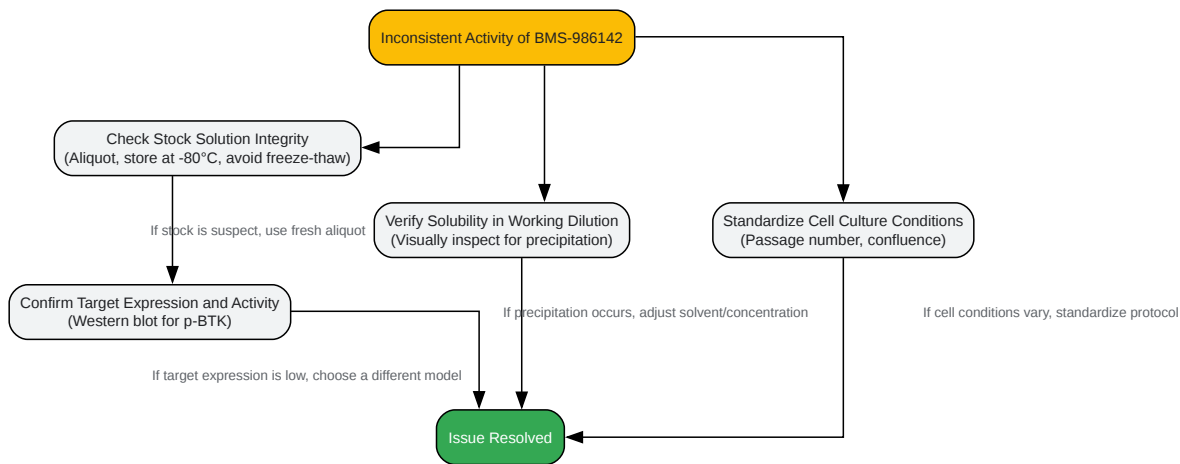 Inconsistent Activity of BMS-986142
Check Stock Solution Integrity
(Aliquot, store at -80°C, avoid freeze-thaw)
Verify Solubility in Working Dilution
(Visually inspect for precipitation)
Standardize Cell Culture Conditions
(Passage number, confluence)
If stock is suspect, use fresh aliquot
Confirm Target Expression and Activity
(Western blot for p-BTK)
If precipitation occurs, adjust solvent/concentration
If cell conditions vary, standardize protocol
If target expression is low, choose a different model
Issue Resolved